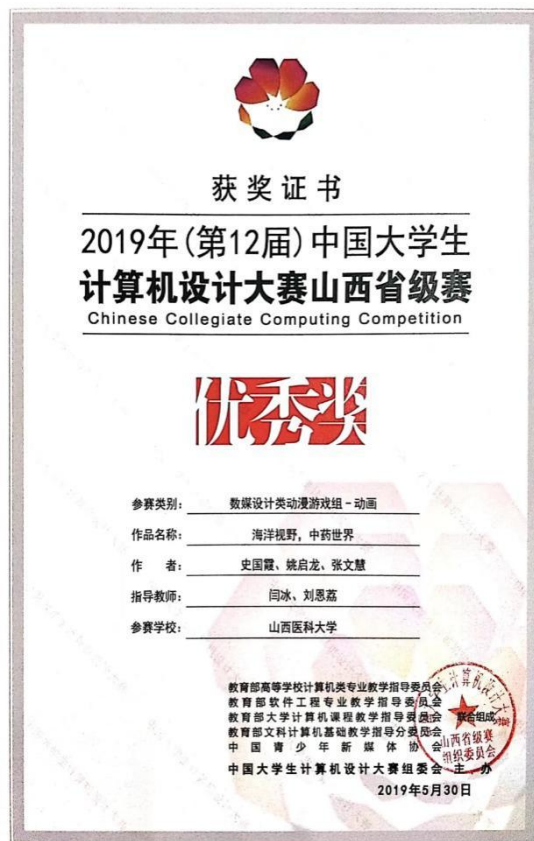 获奖证书
2019年(第12届)中国大学生
计算机设计大赛山西省级赛
Chinese Collegiate Computing Competition
优秀奖
参赛类别: 数媒设计类动漫游戏组-动画
作品名称: 海洋视野,中药世界
作 者: 史国霞、姚启龙、张文慧
指导教师: 闫冰、刘恩荔
参赛学校: 山西医科大学
教育部高等学校计算机类专业教学指导委员会
教育部软件工程专业教学指导委员会
教育部大学计算机课程教学指导委员会 联合组成
教育部文科计算机基础教学指导分委员会
中国青少年新媒体协会
中国大学生计算机设计大赛组委会 主办
2019年5月30日
山西省级赛
组织委员会